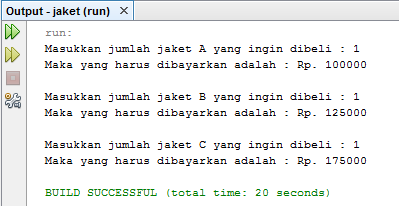 Output - jaket (run)
run:
Masukkan jumlah jaket A yang ingin dibeli : 1
Maka yang harus dibayarkan adalah : Rp. 100000
Masukkan jumlah jaket B yang ingin dibeli : 1
Maka yang harus dibayarkan adalah : Rp. 125000
Masukkan jumlah jaket C yang ingin dibeli : 1
Maka yang harus dibayarkan adalah : Rp. 175000
BUILD SUCCESSFUL (total time: 20 seconds)